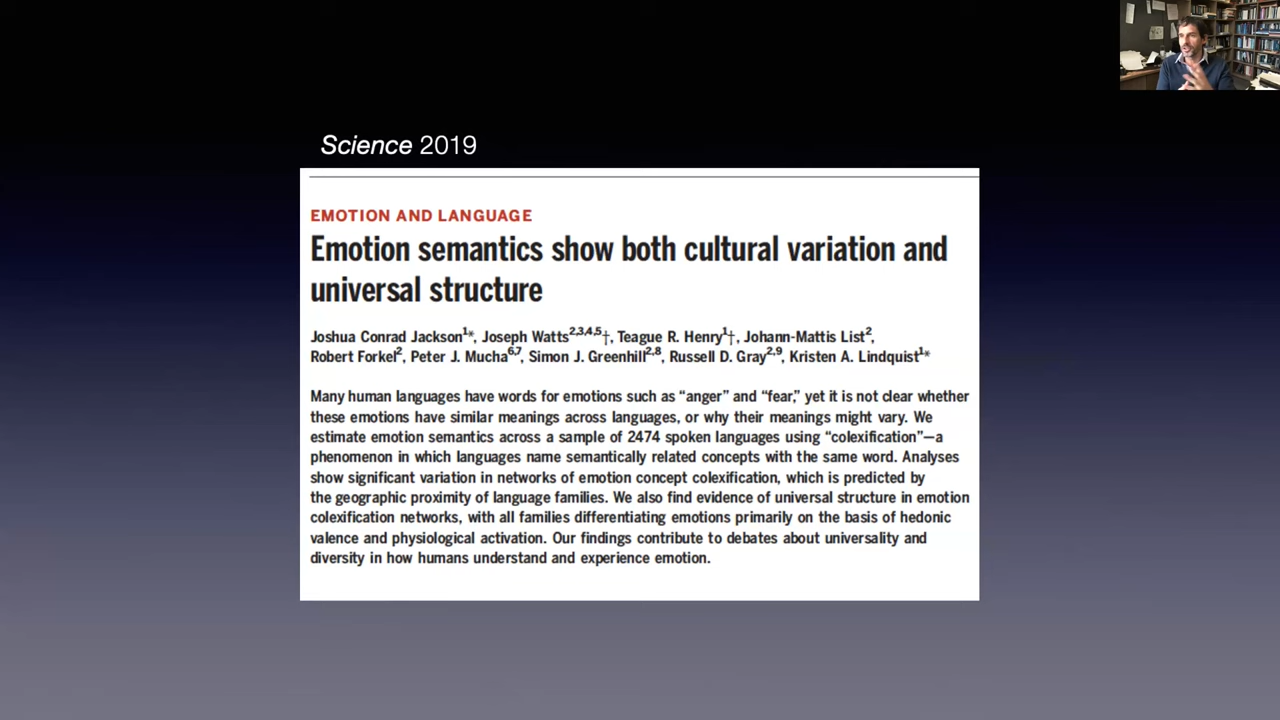 Science 2019
EMOTION AND LANGUAGE
Emotion semantics show both cultural variation and
universal structure
Joshua Conrad Jackson1*, Joseph Watts2,3,4,5†, Teague R. Henry1†, Johann-Mattis List2,
Robert Forkel2, Peter J. Mucha6,7, Simon J. Greenhill2,8, Russell D. Gray2,9, Kristen A. Lindquist1*
Many human languages have words for emotions such as “anger” and “fear,” yet it is not clear whether
these emotions have similar meanings across languages, or why their meanings might vary. We
estimate emotion semantics across a sample of 2474 spoken languages using “colexification”—a
phenomenon in which languages name semantically related concepts with the same word. Analyses
show significant variation in networks of emotion concept colexification, which is predicted by
the geographic proximity of language families. We also find evidence of universal structure in emotion
colexification networks, with all families differentiating emotions primarily on the basis of hedonic
valence and physiological activation. Our findings contribute to debates about universality and
diversity in how humans understand and experience emotion.